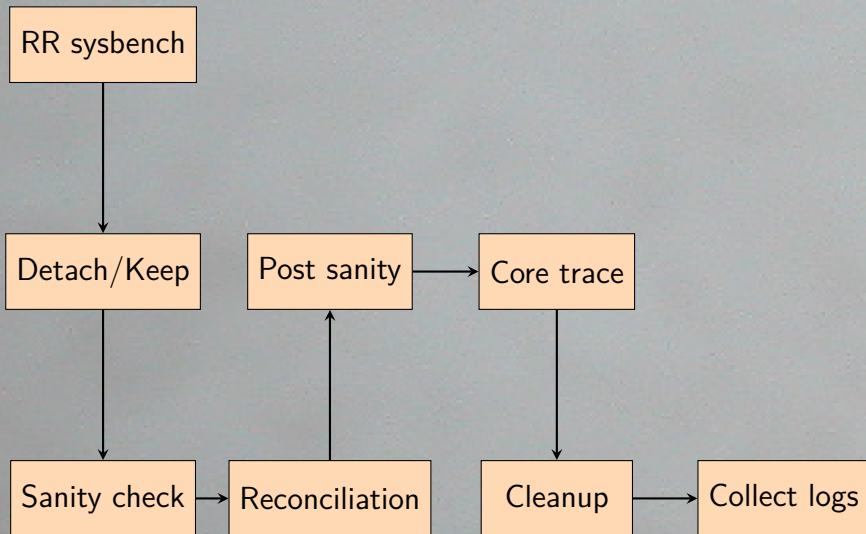 RR sysbench
Detach/Keep
Post sanity
Core trace
Sanity check
Reconciliation
Cleanup
Collect logs